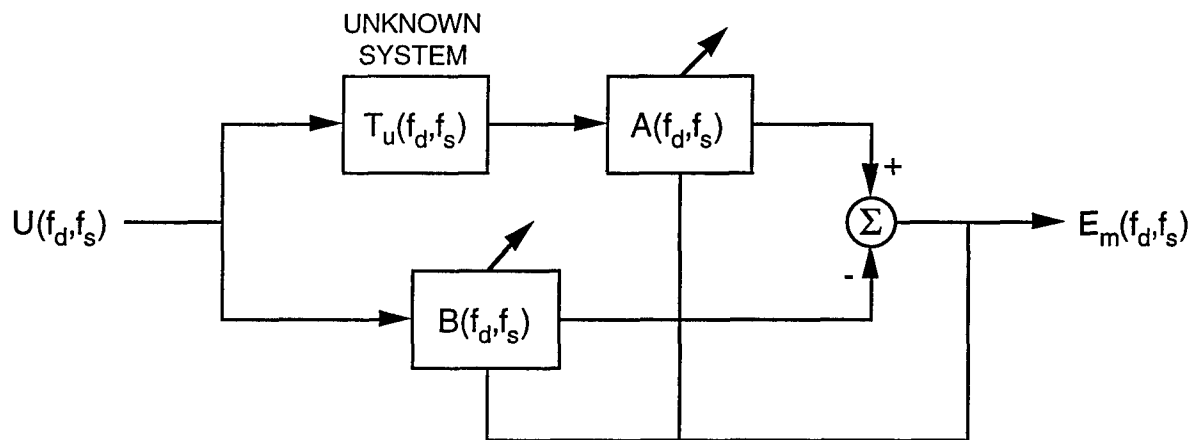 UNKNOWN
SYSTEM
T_u(f_d,f_s)
A(f_d,f_s)
+
U(f_d,f_s)
Σ
E_m(f_d,f_s)
-
B(f_d,f_s)